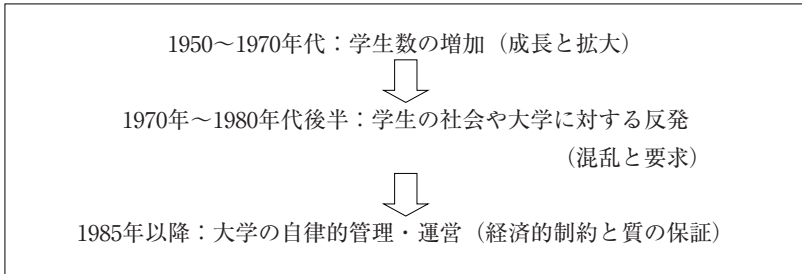 1950～1970年代：学生数の増加（成長と拡大）
1970年～1980年代後半：学生の社会や大学に対する反発
（混乱と要求）
1985年以降：大学の自律的管理・運営（経済的制約と質の保証）